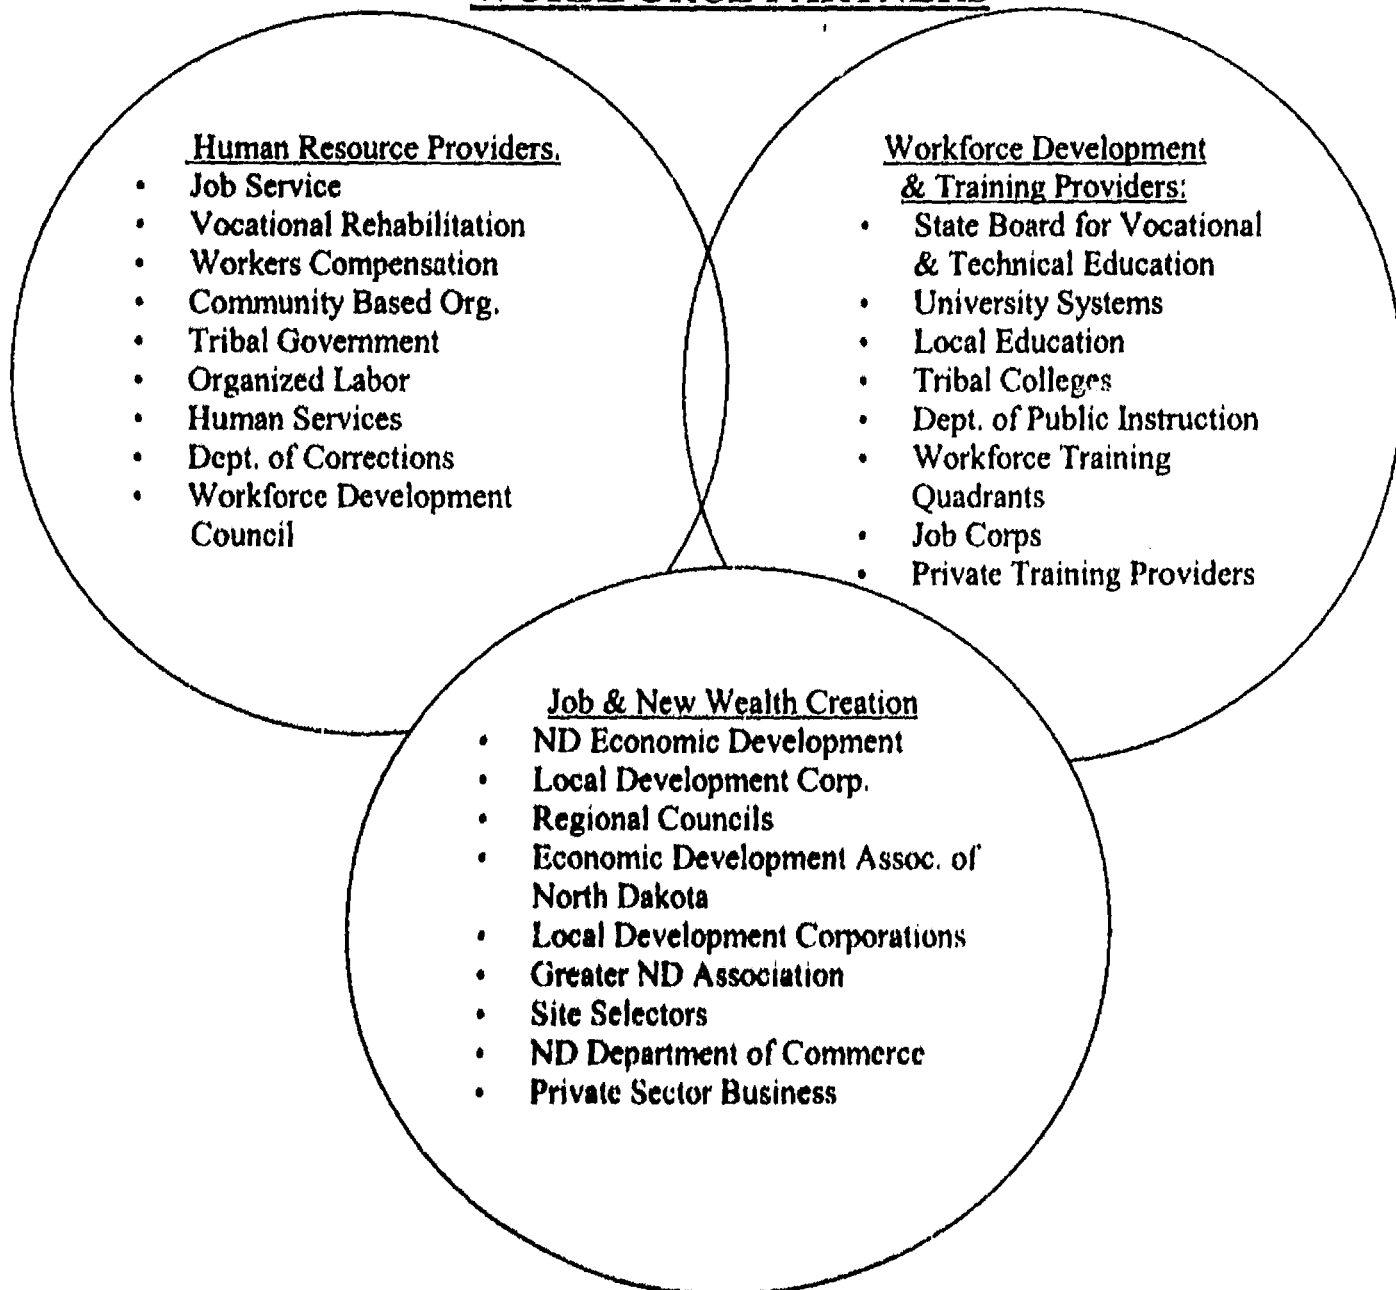 WORKFORCE PARTNERS
Human Resource Providers.
• Job Service
• Vocational Rehabilitation
• Workers Compensation
• Community Based Org.
• Tribal Government
• Organized Labor
• Human Services
• Dept. of Corrections
• Workforce Development
Council
Workforce Development
& Training Providers:
• State Board for Vocational
& Technical Education
• University Systems
• Local Education
• Tribal Colleges
• Dept. of Public Instruction
• Workforce Training
Quadrants
• Job Corps
• Private Training Providers
Job & New Wealth Creation
• ND Economic Development
• Local Development Corp.
• Regional Councils
• Economic Development Assoc. of
North Dakota
• Local Development Corporations
• Greater ND Association
• Site Selectors
• ND Department of Commerce
• Private Sector Business